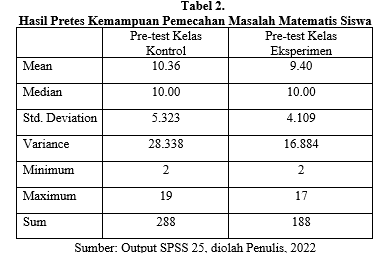 Tabel 2.
Hasil Pretes Kemampuan Pemecahan Masalah Matematis Siswa
Pre-test Kelas Kontrol Pre-test Kelas Eksperimen
Mean 10.36 9.40
Median 10.00 10.00
Std. Deviation 5.323 4.109
Variance 28.338 16.884
Minimum 2 2
Maximum 19 17
Sum 288 188
Sumber: Output SPSS 25, diolah Penulis, 2022